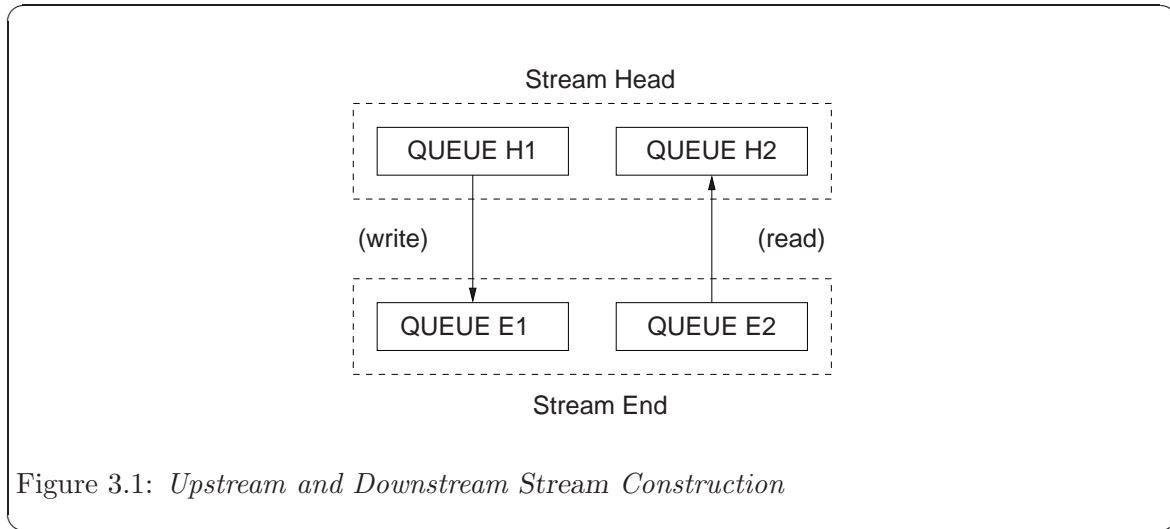 Stream Head
QUEUE H1 QUEUE H2
(write) (read)
QUEUE E1 QUEUE E2
Stream End
Figure 3.1: Upstream and Downstream Stream Construction